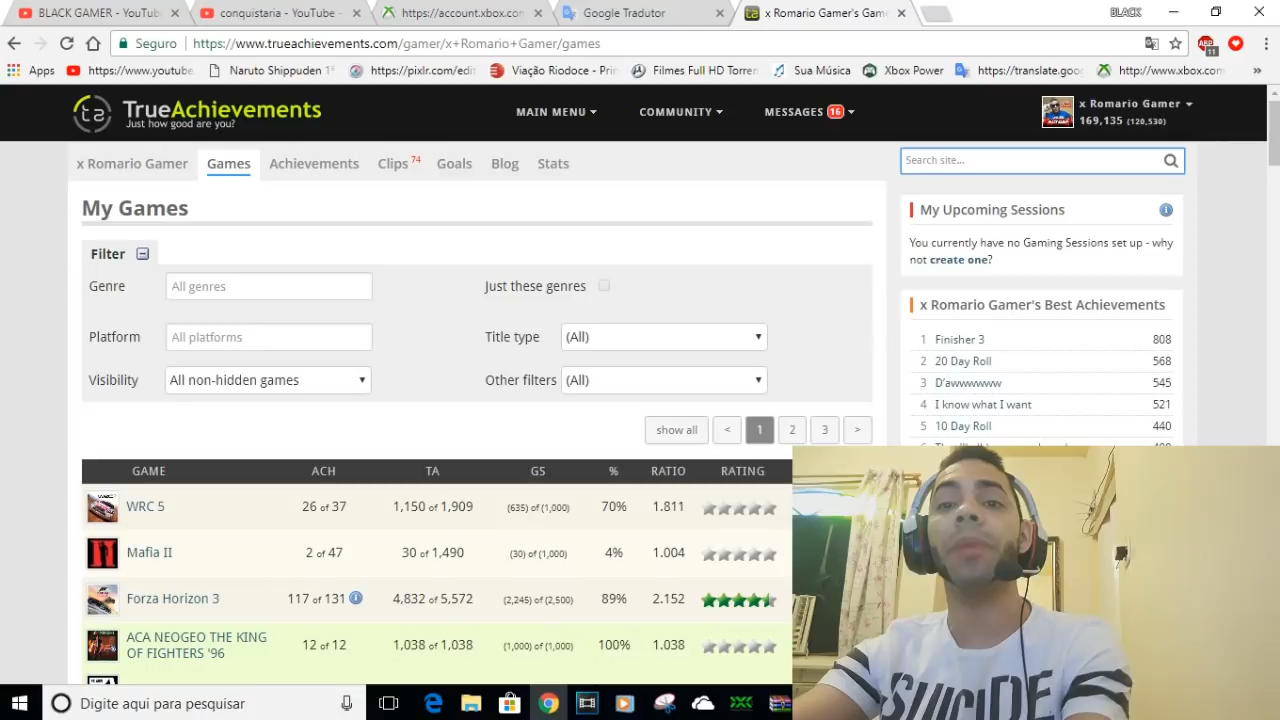 BLACK GAMER - YouTub
conquistaria - YouTube -
https://account.xbox.con
Google Tradutor
x Romario Gamer's Gam
BLACK
Seguro
https://www.trueachievements.com/gamer/x+Romario+Gamer/games
11
Apps
https://www.youtube.
Naruto Shippuden 1ª
https://pixlr.com/edit
Viação Riodoce - Prin
Filmes Full HD Torren
Sua Música
Xbox Power
https://translate.goog
http://www.xbox.com
»
ta
TrueAchievements
Just how good are you?
MAIN MENU
COMMUNITY
MESSAGES 16
x Romario Gamer
169,135 (120,530)
x Romario Gamer
Games
Achievements
Clips 74
Goals
Blog
Stats
Search site...
My Games
My Upcoming Sessions
You currently have no Gaming Sessions set up - why
not create one?
Filter
Genre
All genres
Just these genres
Platform
All platforms
Title type
(All)
Visibility
All non-hidden games
Other filters
(All)
x Romario Gamer's Best Achievements
1 Finisher 3 808
2 20 Day Roll 568
3 D'awwwwwww 545
4 I know what I want 521
5 10 Day Roll 440
show all < 1 2 3 >
GAME ACH TA GS % RATIO RATING
WRC 5 26 of 37 1,150 of 1,909 (635) of (1,000) 70% 1.811
Mafia II 2 of 47 30 of 1,490 (30) of (1,000) 4% 1.004
Forza Horizon 3 117 of 131 4,832 of 5,572 (2,245) of (2,500) 89% 2.152
ACA NEOGEO THE KING
OF FIGHTERS '96 12 of 12 1,038 of 1,038 (1,000) of (1,000) 100% 1.038
SUICIDE
Digite aqui para pesquisar